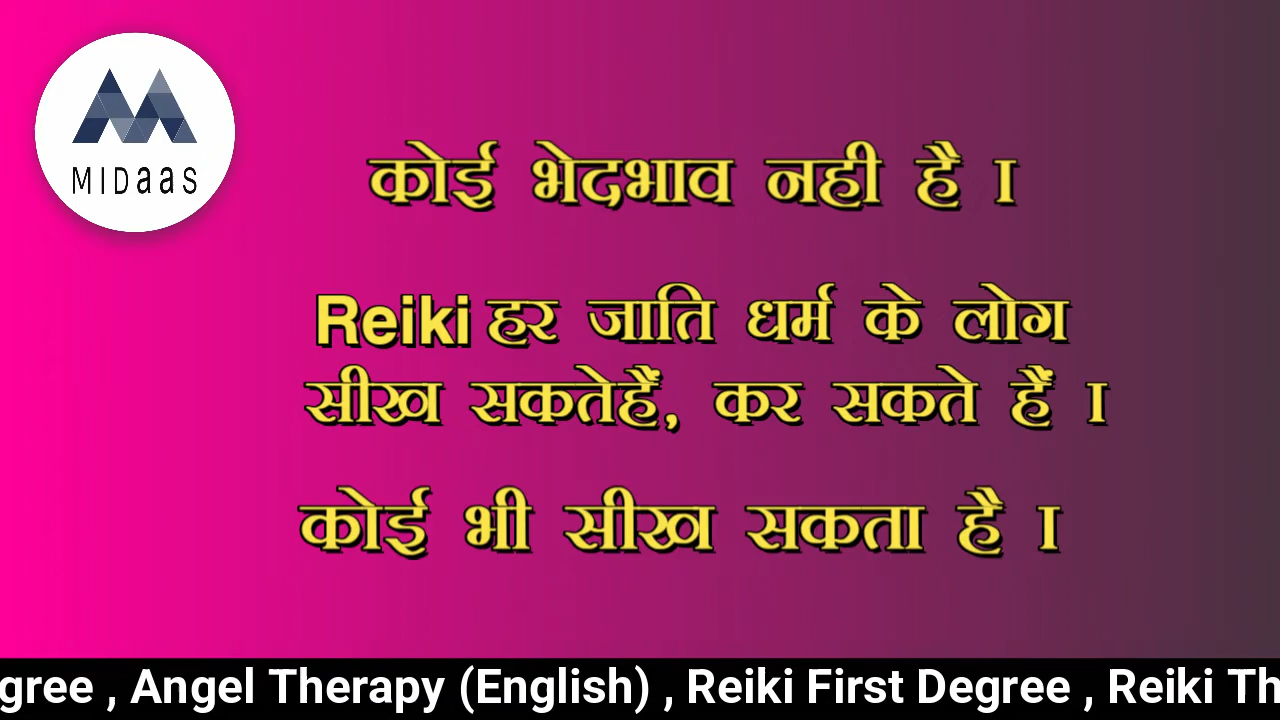 MIDaas
कोई भेदभाव नही है ।
Reiki हर जाति धर्म के लोग
सीख सकतेहैं, कर सकते हैं ।
कोई भी सीख सकता है ।
gree , Angel Therapy (English) , Reiki First Degree , Reiki Th